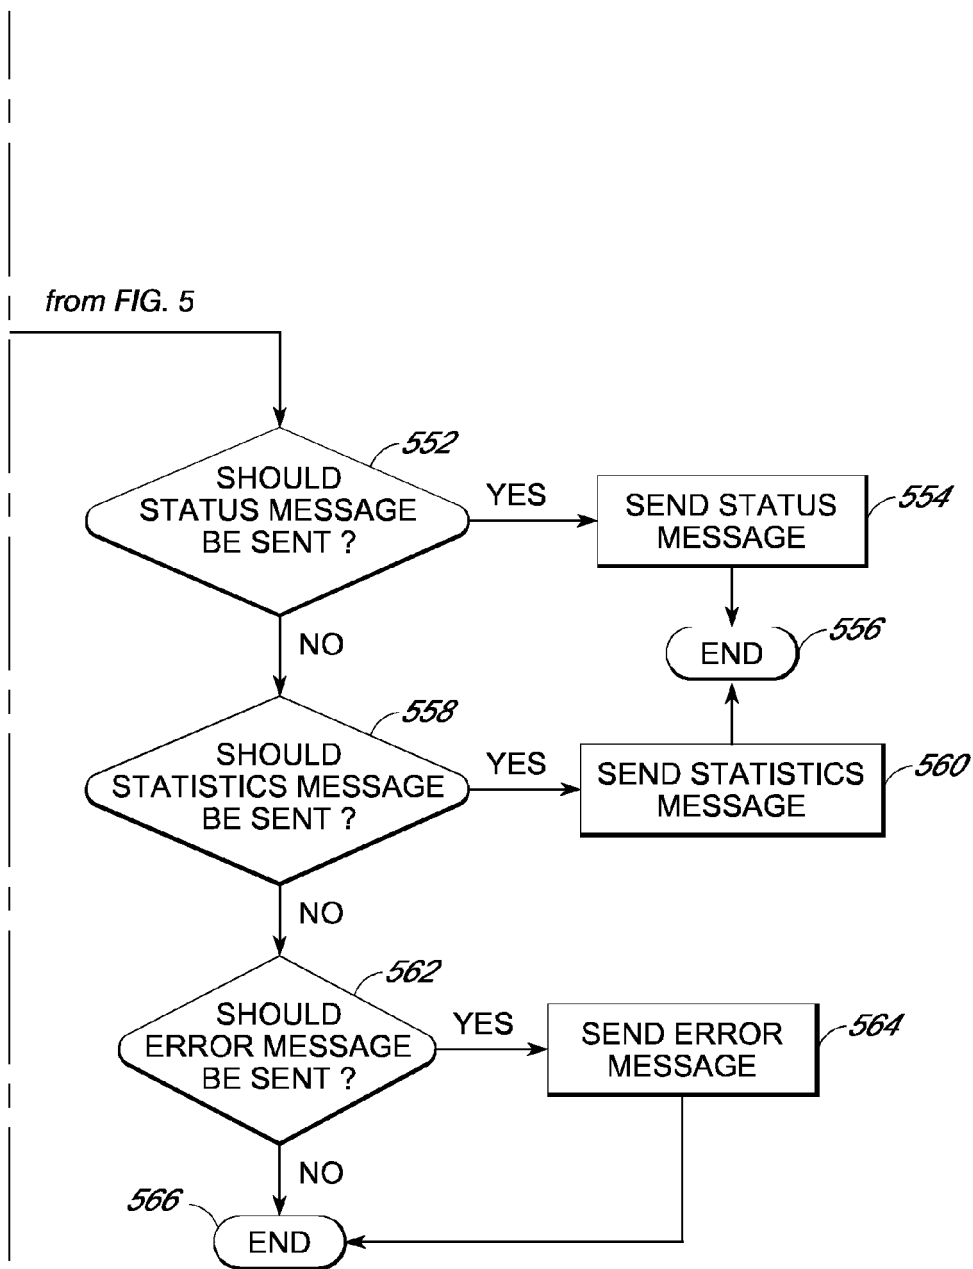 from FIG. 5
552
SHOULD
STATUS MESSAGE
BE SENT ?
YES
SEND STATUS
MESSAGE
554
NO
END
556
558
SHOULD
STATISTICS MESSAGE
BE SENT ?
YES
SEND STATISTICS
MESSAGE
560
NO
562
SHOULD
ERROR MESSAGE
BE SENT ?
YES
SEND ERROR
MESSAGE
564
NO
566
END